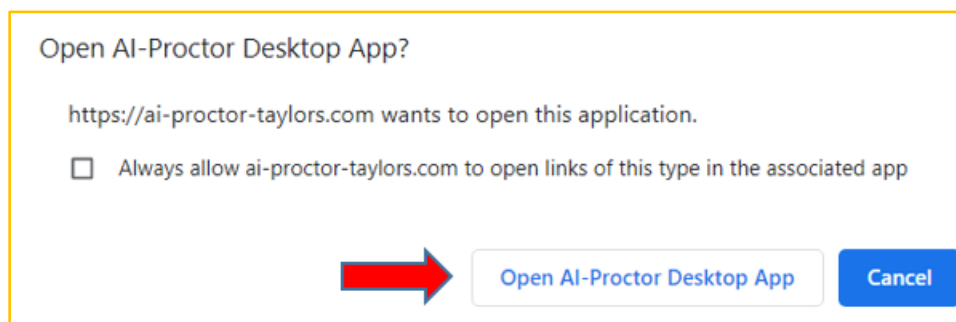 Open AI-Proctor Desktop App?
https://ai-proctor-taylors.com wants to open this application.
Always allow ai-proctor-taylors.com to open links of this type in the associated app
Open AI-Proctor Desktop App
Cancel